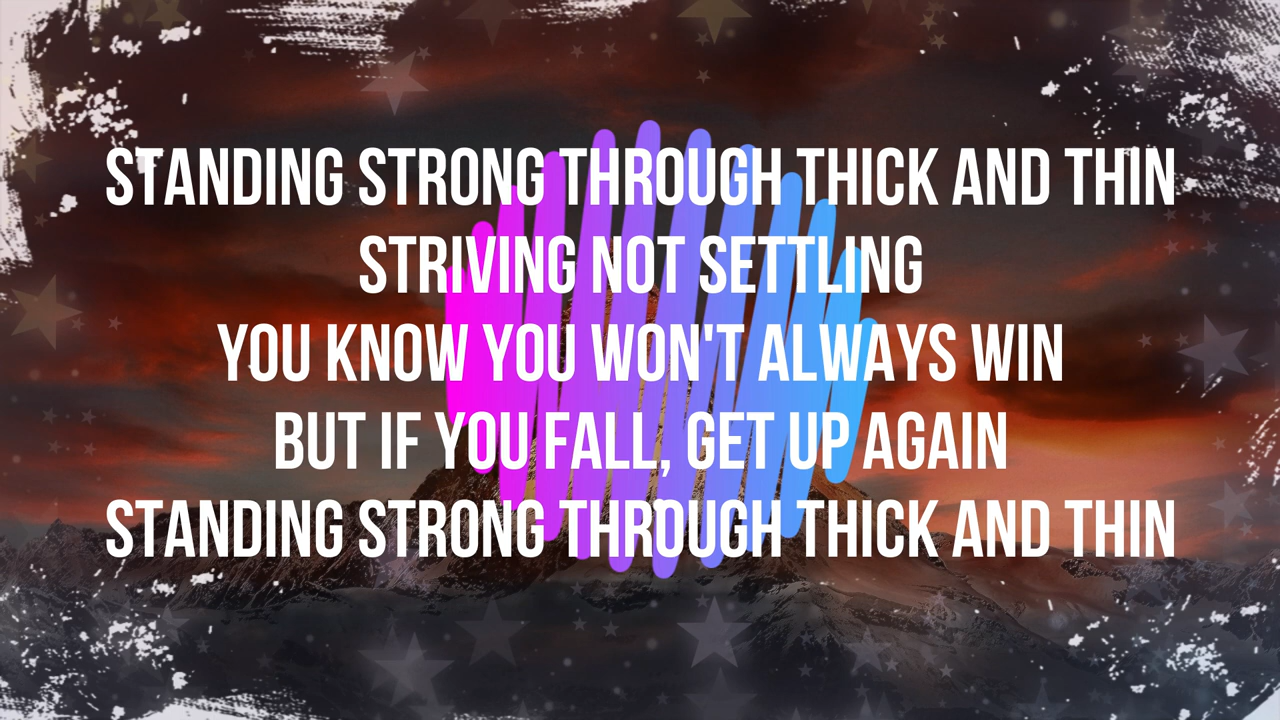 STANDING STRONG THROUGH THICK AND THIN
STRIVING NOT SETTLING
YOU KNOW YOU WON'T ALWAYS WIN
BUT IF YOU FALL, GET UP AGAIN
STANDING STRONG THROUGH THICK AND THIN